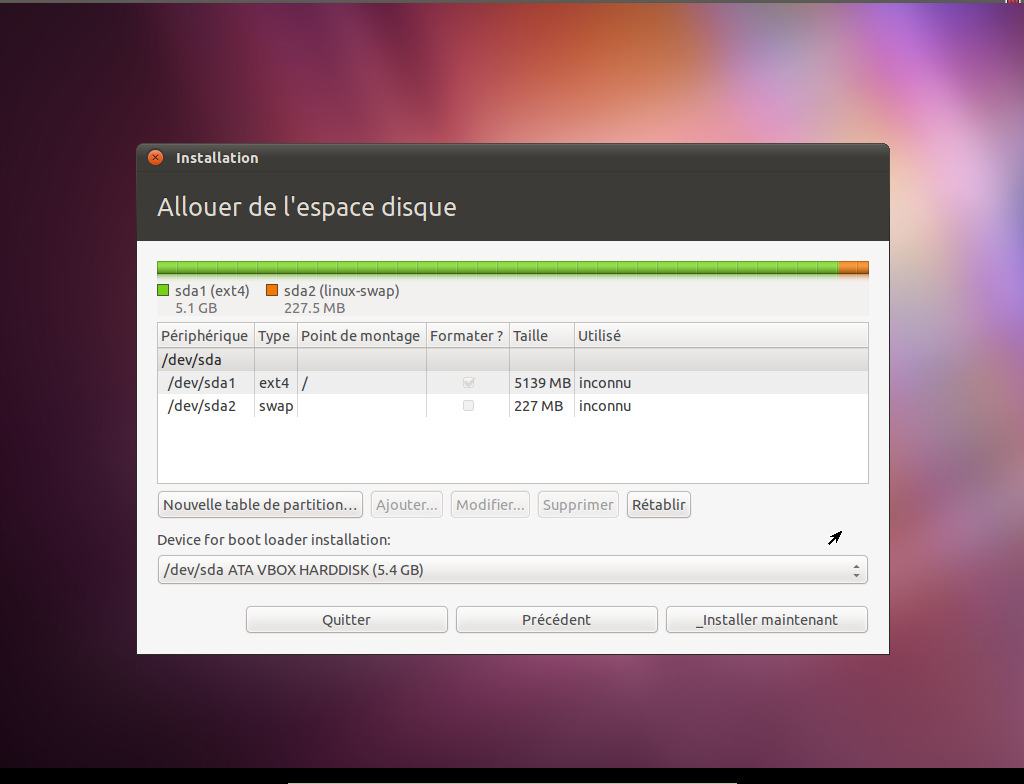 Installation
Allouer de l'espace disque
sda1 (ext4) sda2 (linux-swap)
5.1 GB 227.5 MB
Périphérique Type Point de montage Formater ? Taille Utilisé
/dev/sda
/dev/sda1 ext4 / 5139 MB inconnu
/dev/sda2 swap 227 MB inconnu
Nouvelle table de partition... Ajouter... Modifier... Supprimer Rétablir
Device for boot loader installation:
/dev/sda ATA VBOX HARDDISK (5.4 GB)
Quitter Précédent _Installer maintenant